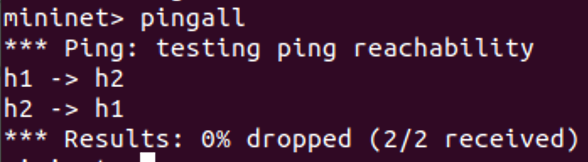 mininet> pingall
*** Ping: testing ping reachability
h1 -> h2
h2 -> h1
*** Results: 0% dropped (2/2 received)